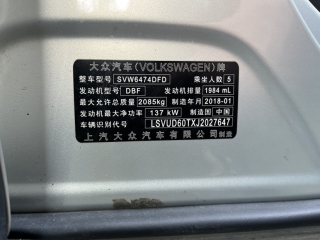 大众汽车(VOLKSWAGEN)牌
整车型号 SVW6474DFD 乘坐人数 5
发动机型号 DBF 发动机排量 1984 mL
最大允许总质量 2085kg 制造年月 2018-01
发动机最大净功率 137 kW 制造国 中国
车辆识别代号 LSVUD60TXJ2027647
上汽大众汽车有限公司 制造